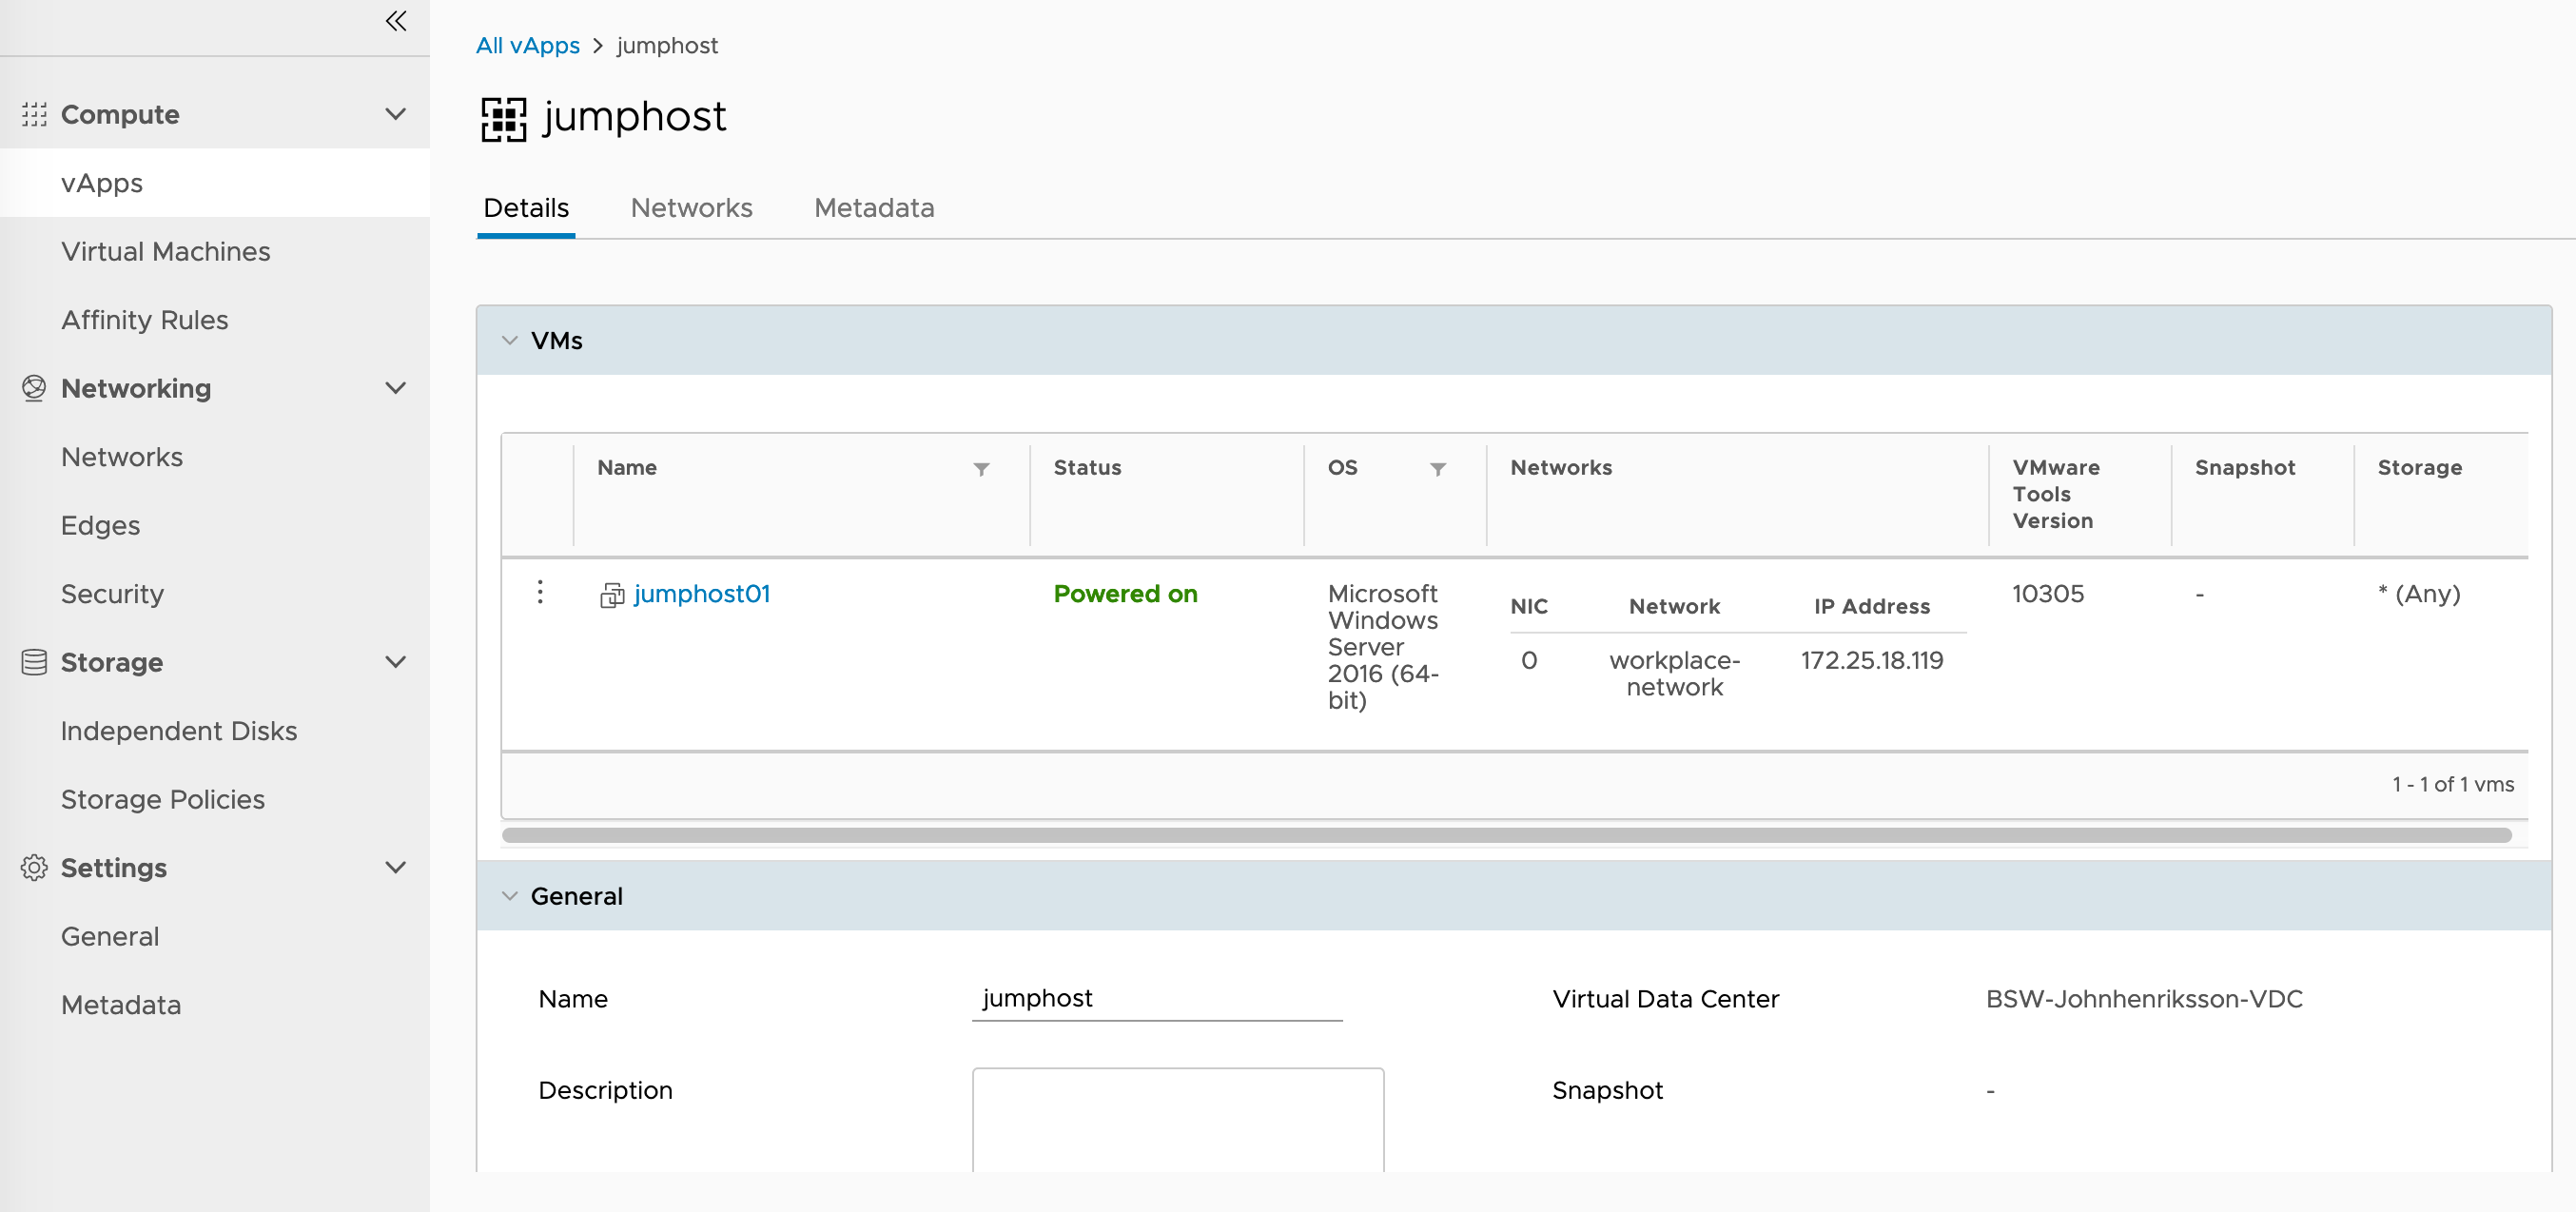 Compute
vApps
Virtual Machines
Affinity Rules
Networking
Networks
Edges
Security
Storage
Independent Disks
Storage Policies
Settings
General
Metadata
All vApps > jumphost
jumphost
Details Networks Metadata
VMs
Name Status OS Networks VMware Tools Version Snapshot Storage
jumphost01 Powered on
Microsoft
Windows
Server
2016 (64-
bit)
NIC Network IP Address
0 workplace-
network
172.25.18.119
10305 - * (Any)
1 - 1 of 1 vms
General
Name jumphost Virtual Data Center BSW-Johnhenriksson-VDC
Description Snapshot -